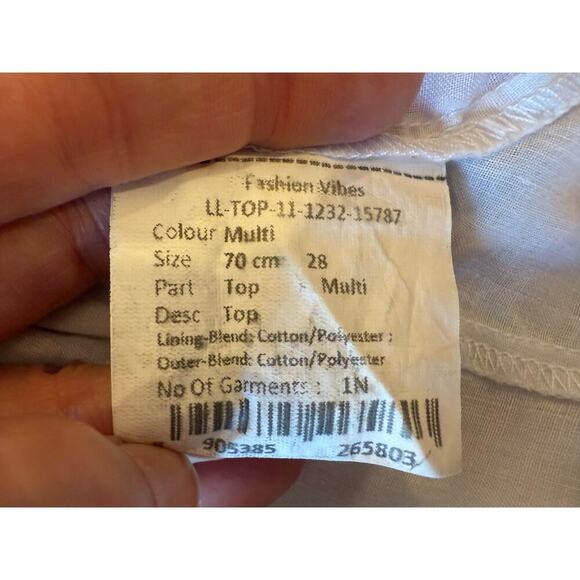 Fashion Vibes
LL-TOP-11-1232-15787
Colour Multi
Size 70 cm 28
Part Top Multi
Desc Top
Lining-Blend: Cotton/Polyester ;
Outer-Blend: Cotton/Polyester
No Of Garments : 1N
905385 265803